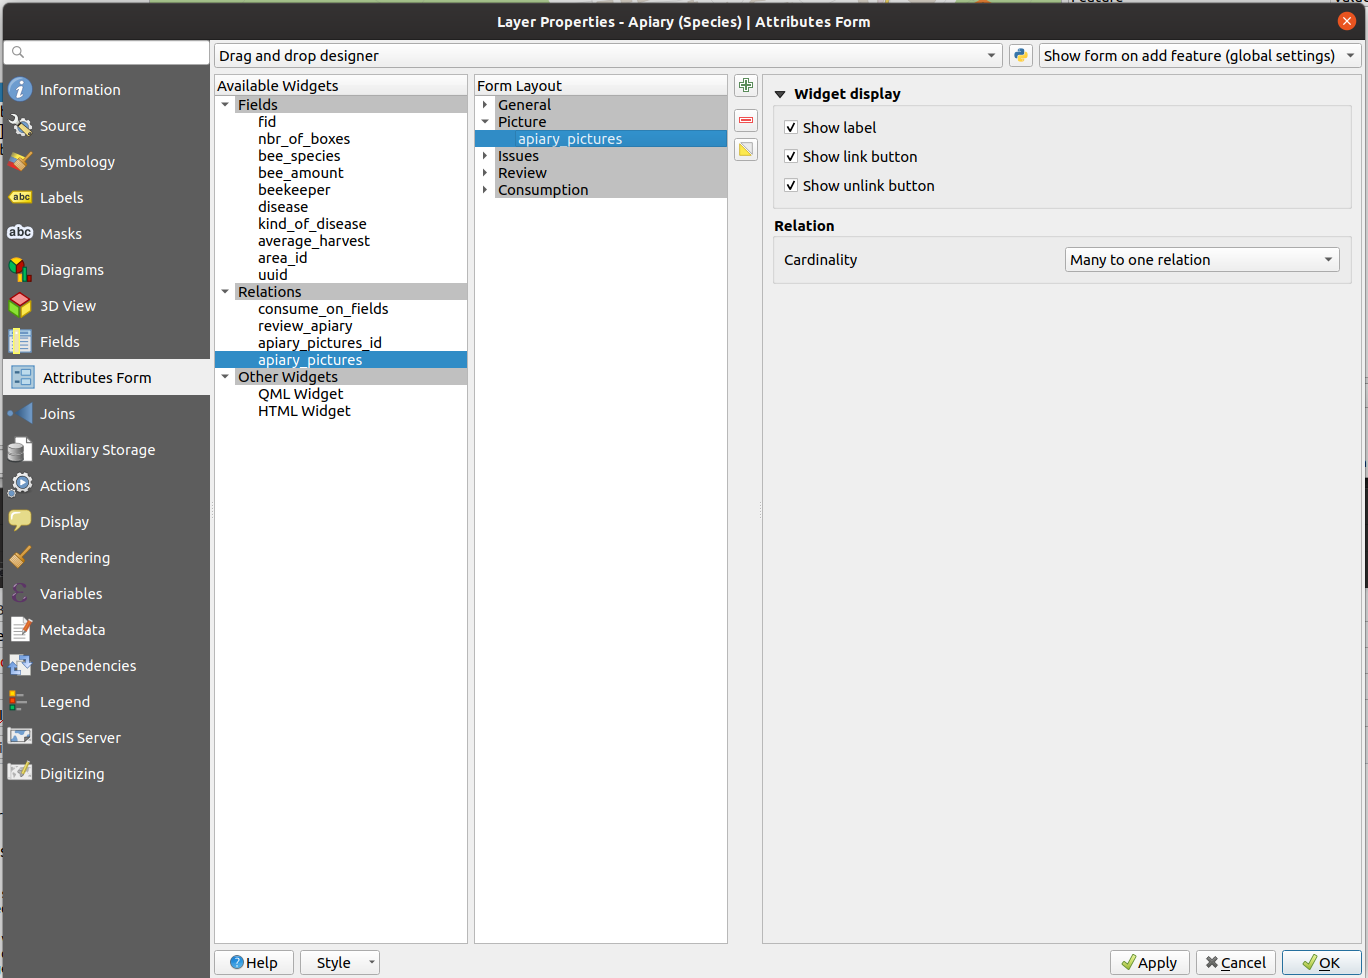 Layer Properties - Apiary (Species) | Attributes Form
Information
Source
Symbology
Labels
Masks
Diagrams
3D View
Fields
Attributes Form
Joins
Auxiliary Storage
Actions
Display
Rendering
Variables
Metadata
Dependencies
Legend
QGIS Server
Digitizing
Drag and drop designer
Show form on add feature (global settings)
Available Widgets
Fields
fid
nbr_of_boxes
bee_species
bee_amount
beekeeper
disease
kind_of_disease
average_harvest
area_id
uuid
Relations
consume_on_fields
review_apiary
apiary_pictures_id
apiary_pictures
Other Widgets
QML Widget
HTML Widget
Form Layout
General
Picture
apiary_pictures
Issues
Review
Consumption
Widget display
Show label
Show link button
Show unlink button
Relation
Cardinality Many to one relation
Help Style Apply Cancel OK